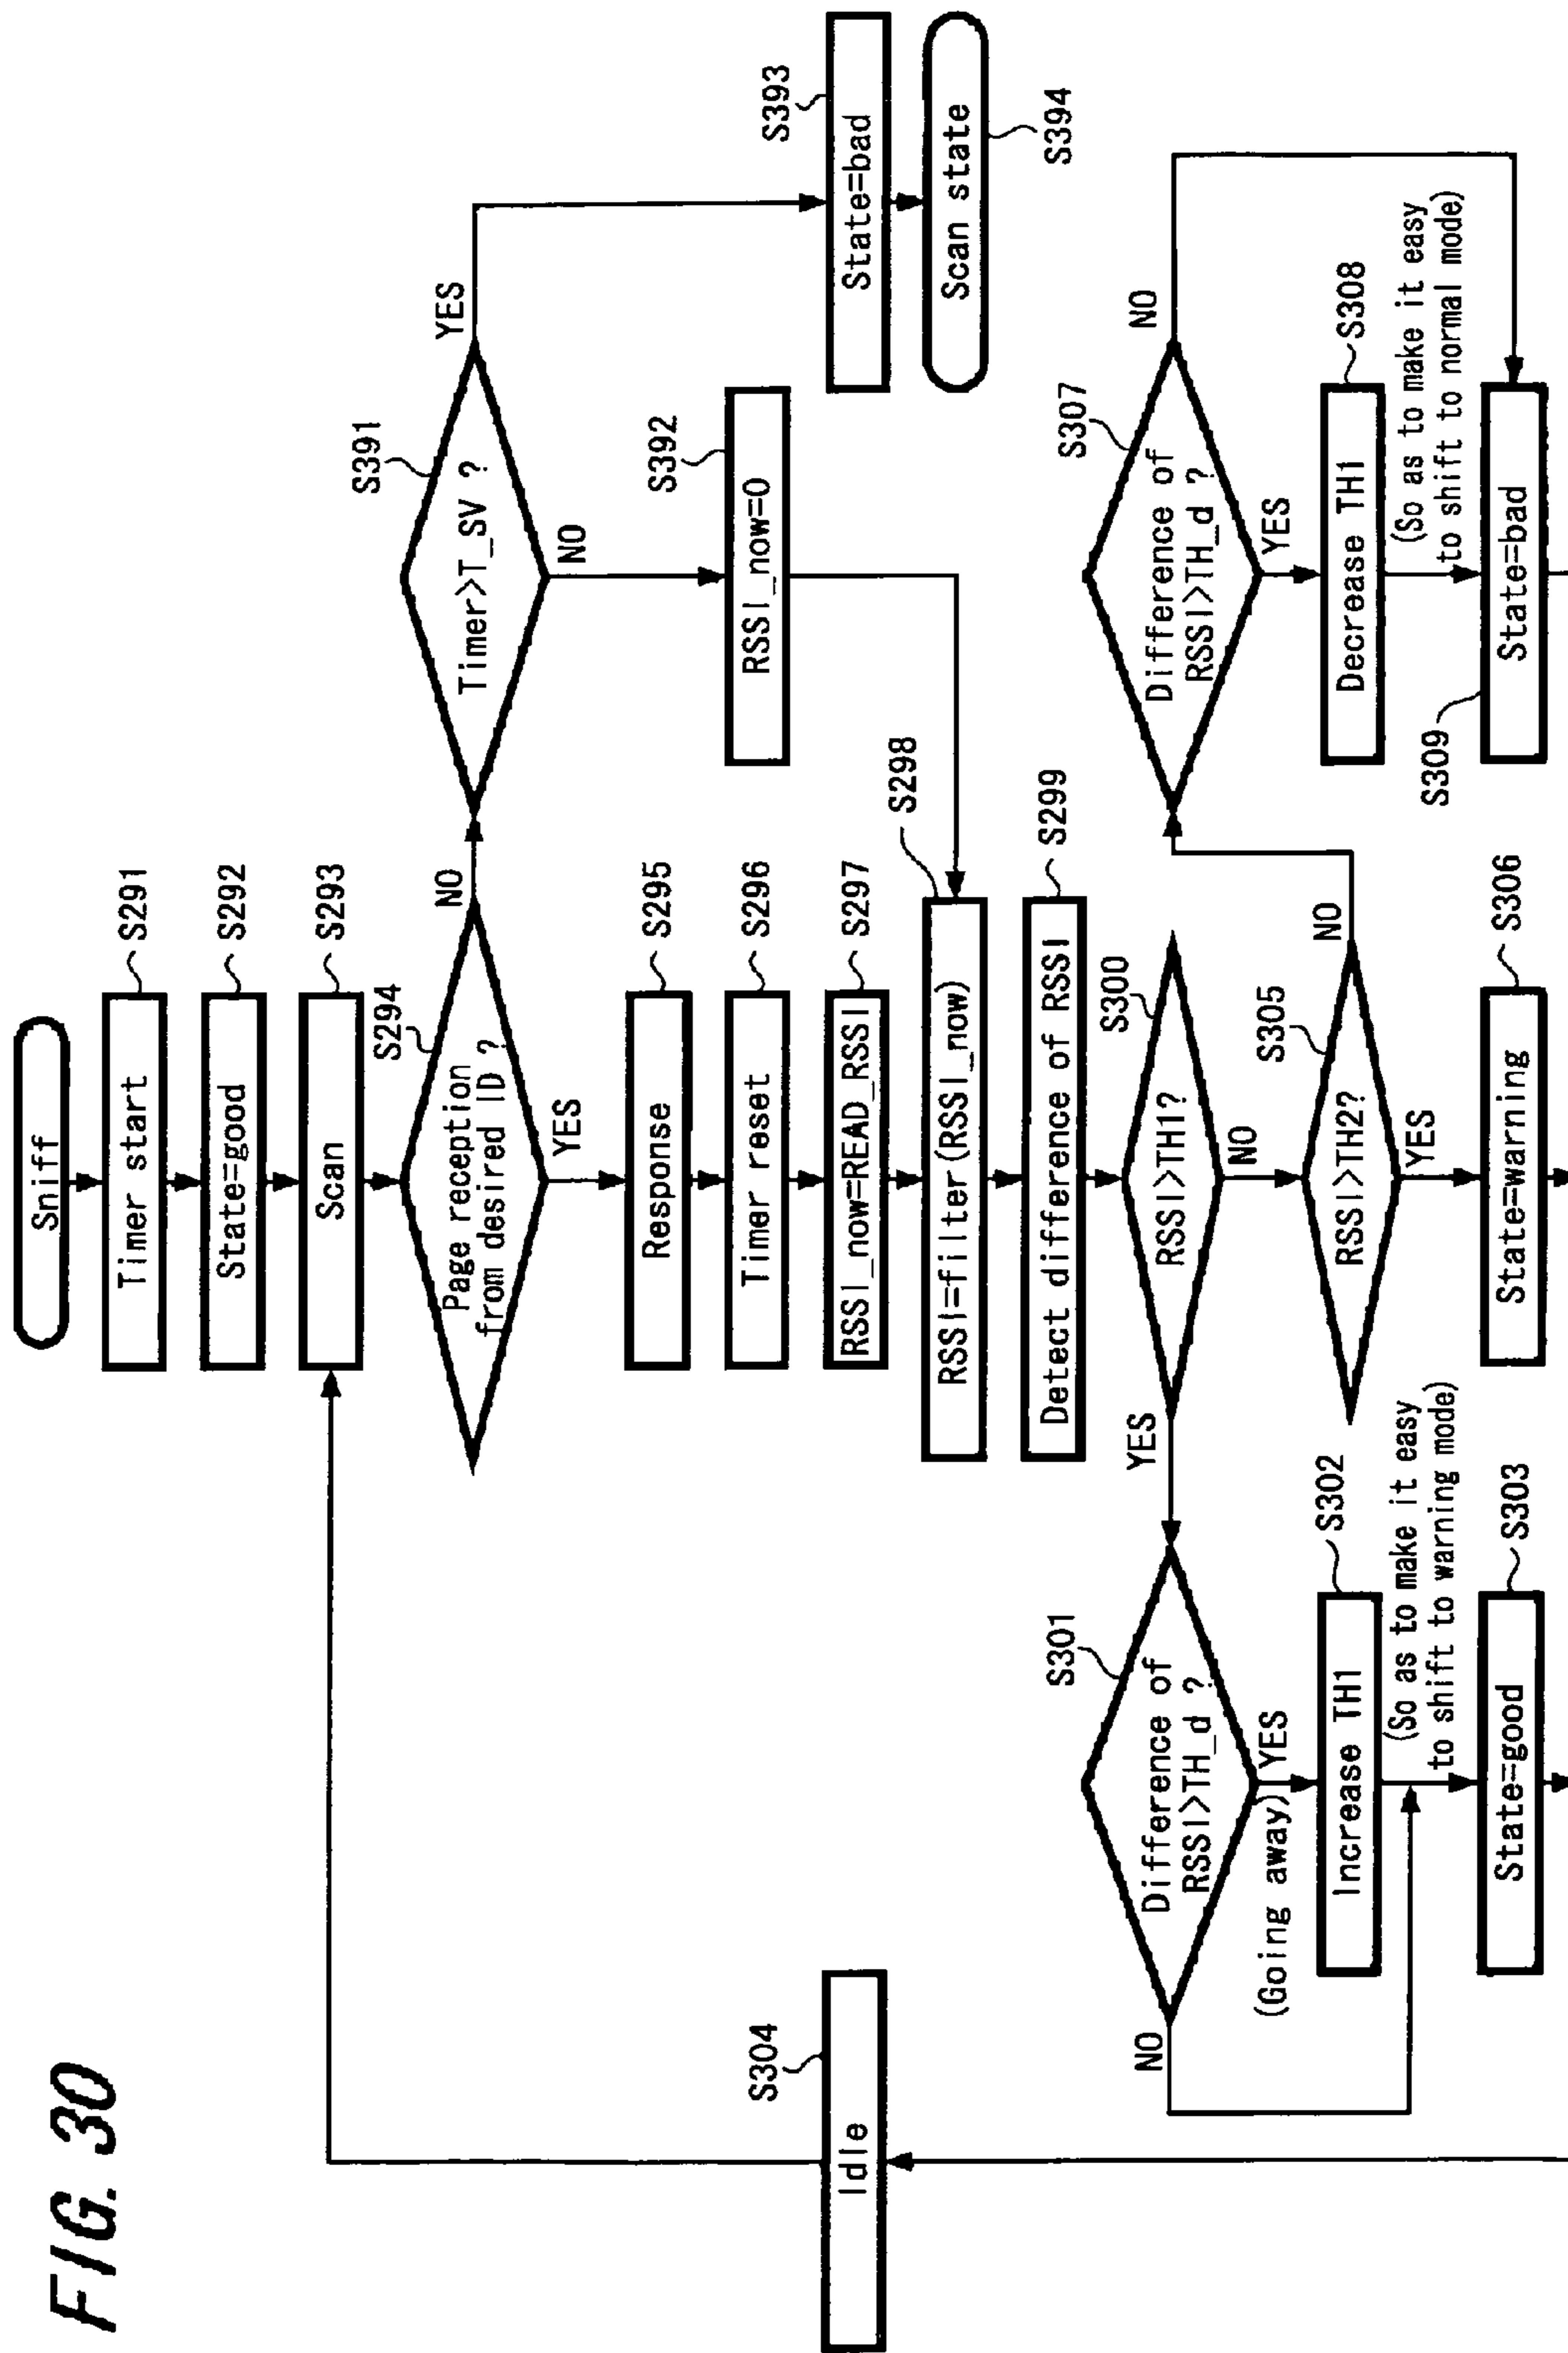 FIG. 30
Sniff
Timer start
S291
State=good
S292
Scan
S293
Page reception
from desired ID ?
S294
NO
YES
Timer>T_SV ?
S391
YES
NO
Response
S295
Timer reset
S296
RSSI_now=READ_RSSI
S297
RSSI_now=0
S392
State=bad
S393
Scan state
S394
Idle
S304
RSSI=filter(RSSI_now)
S298
Detect difference of RSSI
S299
RSSI>TH1?
S300
YES
NO
Difference of
RSSI>TH_d ?
S301
NO
YES
(Going away)
Increase TH1
S302
(So as to make it easy
to shift to warning mode)
State=good
S303
RSSI>TH2?
S305
NO
YES
State=warning
S306
Difference of
RSSI>TH_d ?
S307
NO
YES
Decrease TH1
S308
(So as to make it easy
to shift to normal mode)
State=bad
S309